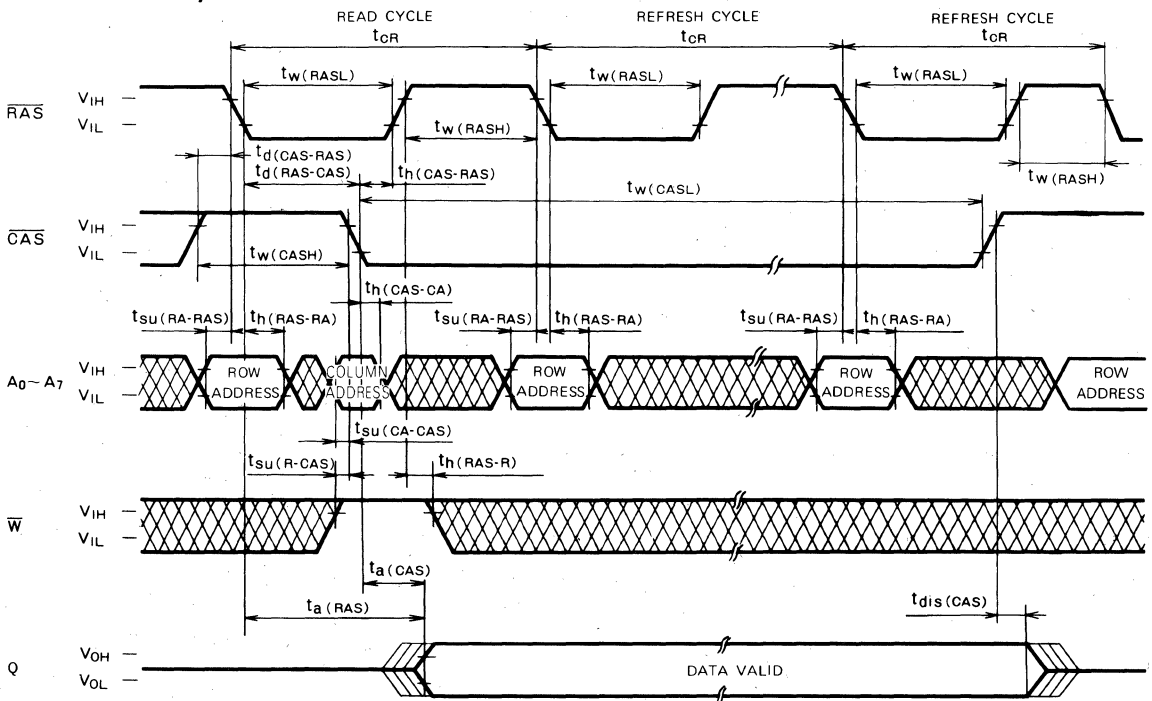 READ CYCLE REFRESH CYCLE REFRESH CYCLE
tCR tCR tCR
tw(RASL) tw(RASL) tw(RASL)
RAS VIH
VIL
tw(RASH) tw(RASH)
td(CAS-RAS)
td(RAS-CAS) th(CAS-RAS)
tw(CASL)
CAS VIH
VIL
tw(CASH)
th(CAS-CA)
tsu(RA-RAS) th(RAS-RA) tsu(RA-RAS) th(RAS-RA) tsu(RA-RAS) th(RAS-RA)
A0~A7 VIH
VIL
ROW ADDRESS COLUMN ADDRESS ROW ADDRESS ROW ADDRESS ROW ADDRESS
tsu(CA-CAS)
tsu(R-CAS) th(RAS-R)
W VIH
VIL
ta(CAS)
ta(RAS) tdis(CAS)
Q VOH
VOL
DATA VALID